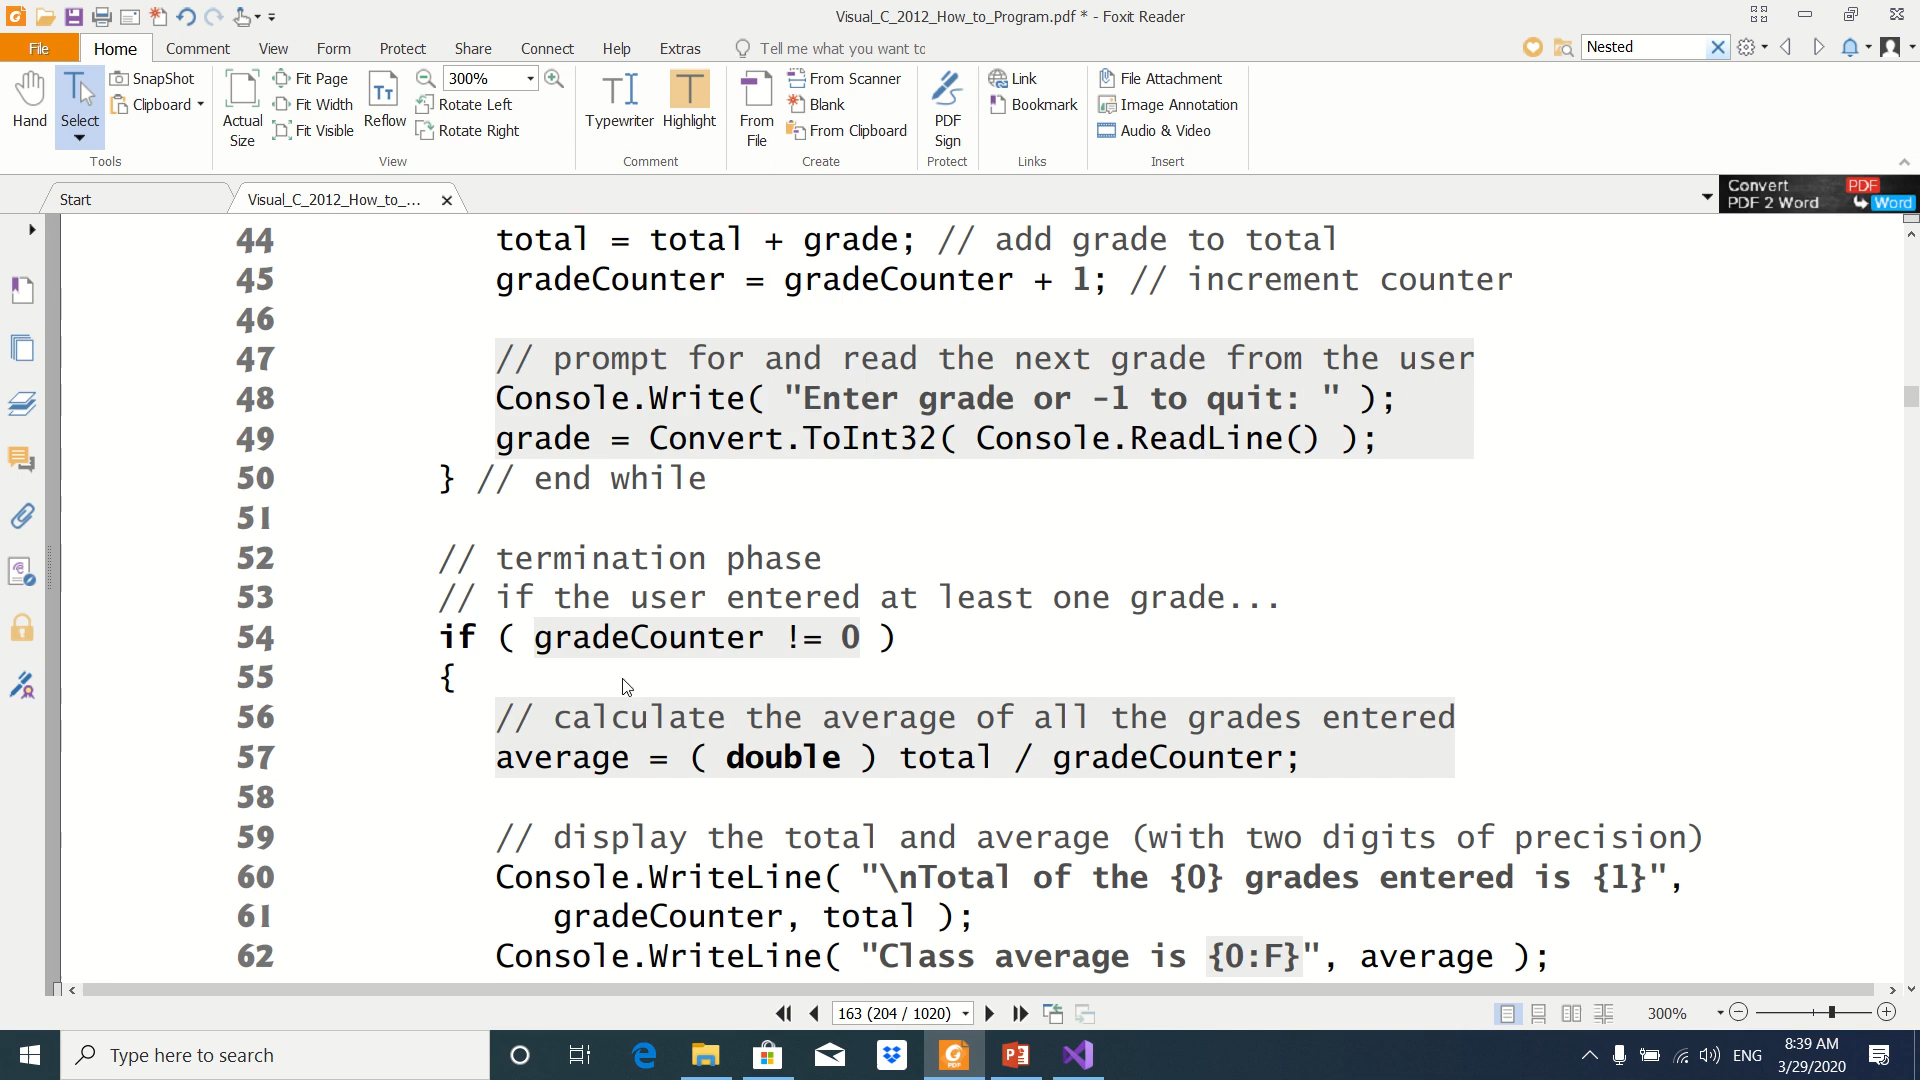 Visual_C_2012_How_to_Program.pdf * - Foxit Reader
File Home Comment View Form Protect Share Connect Help Extras Tell me what you want to
Nested
Hand
Select
SnapShot
Clipboard
Tools
Actual Size
Fit Page
Fit Width
Fit Visible
Reflow
300%
Rotate Left
Rotate Right
View
Typewriter
Highlight
Comment
From File
From Scanner
Blank
From Clipboard
Create
PDF Sign
Protect
Link
Bookmark
Links
File Attachment
Image Annotation
Audio & Video
Insert
Start
Visual_C_2012_How_to_...
Convert PDF
PDF 2 Word Word
44 total = total + grade; // add grade to total
45 gradeCounter = gradeCounter + 1; // increment counter
46
47 // prompt for and read the next grade from the user
48 Console.Write( "Enter grade or -1 to quit: " );
49 grade = Convert.ToInt32( Console.ReadLine() );
50 } // end while
51
52 // termination phase
53 // if the user entered at least one grade...
54 if ( gradeCounter != 0 )
55 {
56 // calculate the average of all the grades entered
57 average = ( double ) total / gradeCounter;
58
59 // display the total and average (with two digits of precision)
60 Console.WriteLine( "\nTotal of the {0} grades entered is {1}",
61 gradeCounter, total );
62 Console.WriteLine( "Class average is {0:F}", average );
163 (204 / 1020)
300%
Type here to search
ENG
8:39 AM
3/29/2020